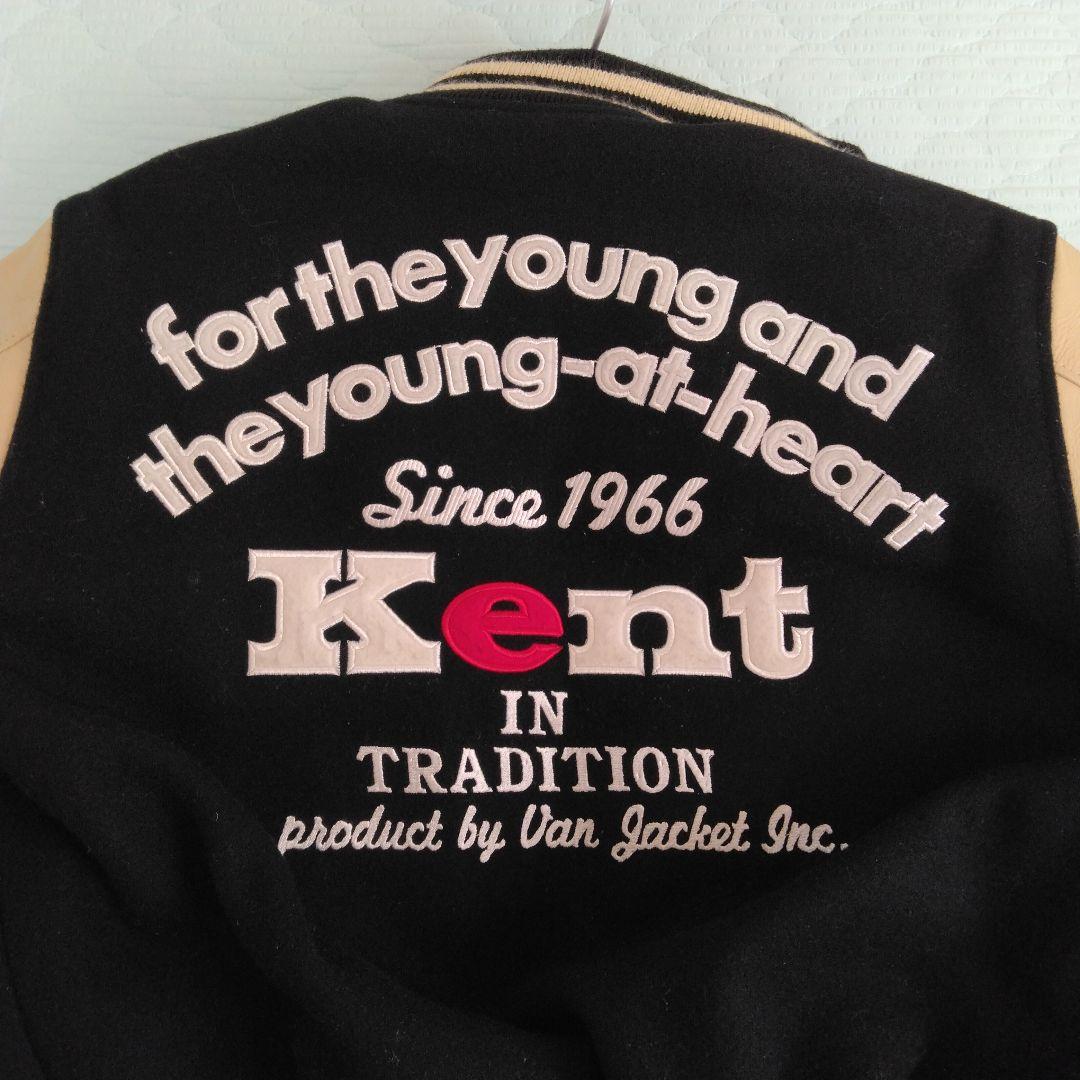 for the young and
the young-at-heart
Since 1966
Kent
IN
TRADITION
product by Van Jacket Inc.